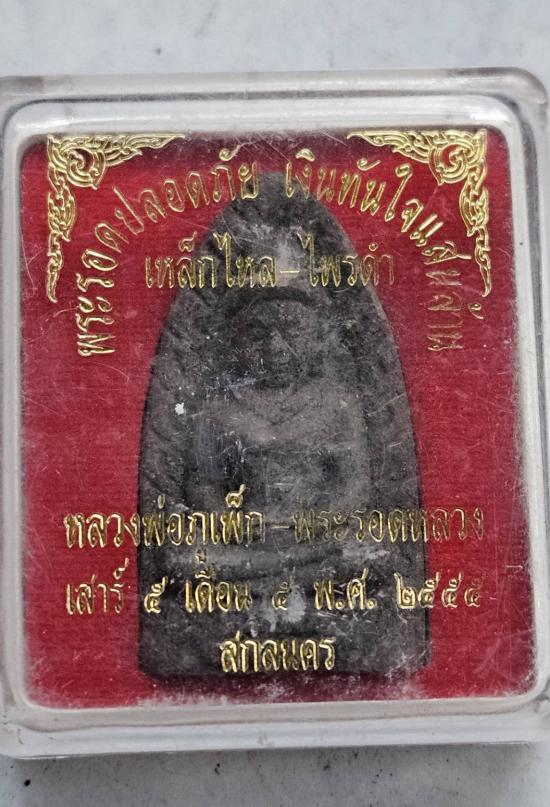 พระรอดปลอดภัย เงินทันใจแสนล้าน
เหล็กไหล-ไพรดำ
หลวงพ่อภูเพ็ก-พระรอดหลวง
เสาร์ ๕ เดือน ๕ พ.ศ. ๒๕๕๔
สกลนคร